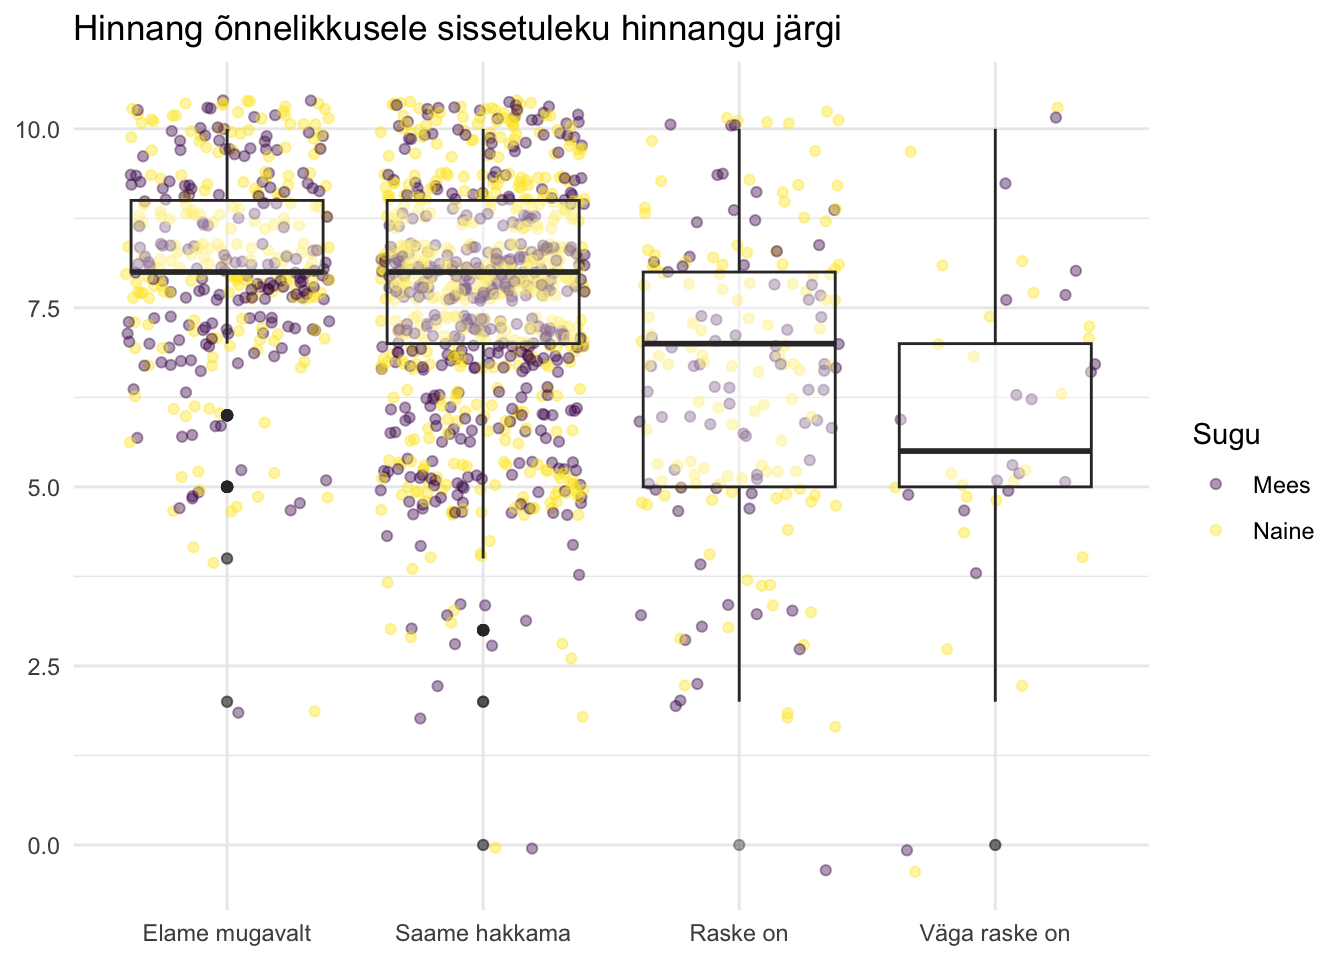 Hinnang õnnelikkusele sissetuleku hinnangu järgi
10.0
7.5
5.0
2.5
0.0
Elame mugavalt
Saame hakkama
Raske on
Väga raske on
Sugu
Mees
Naine